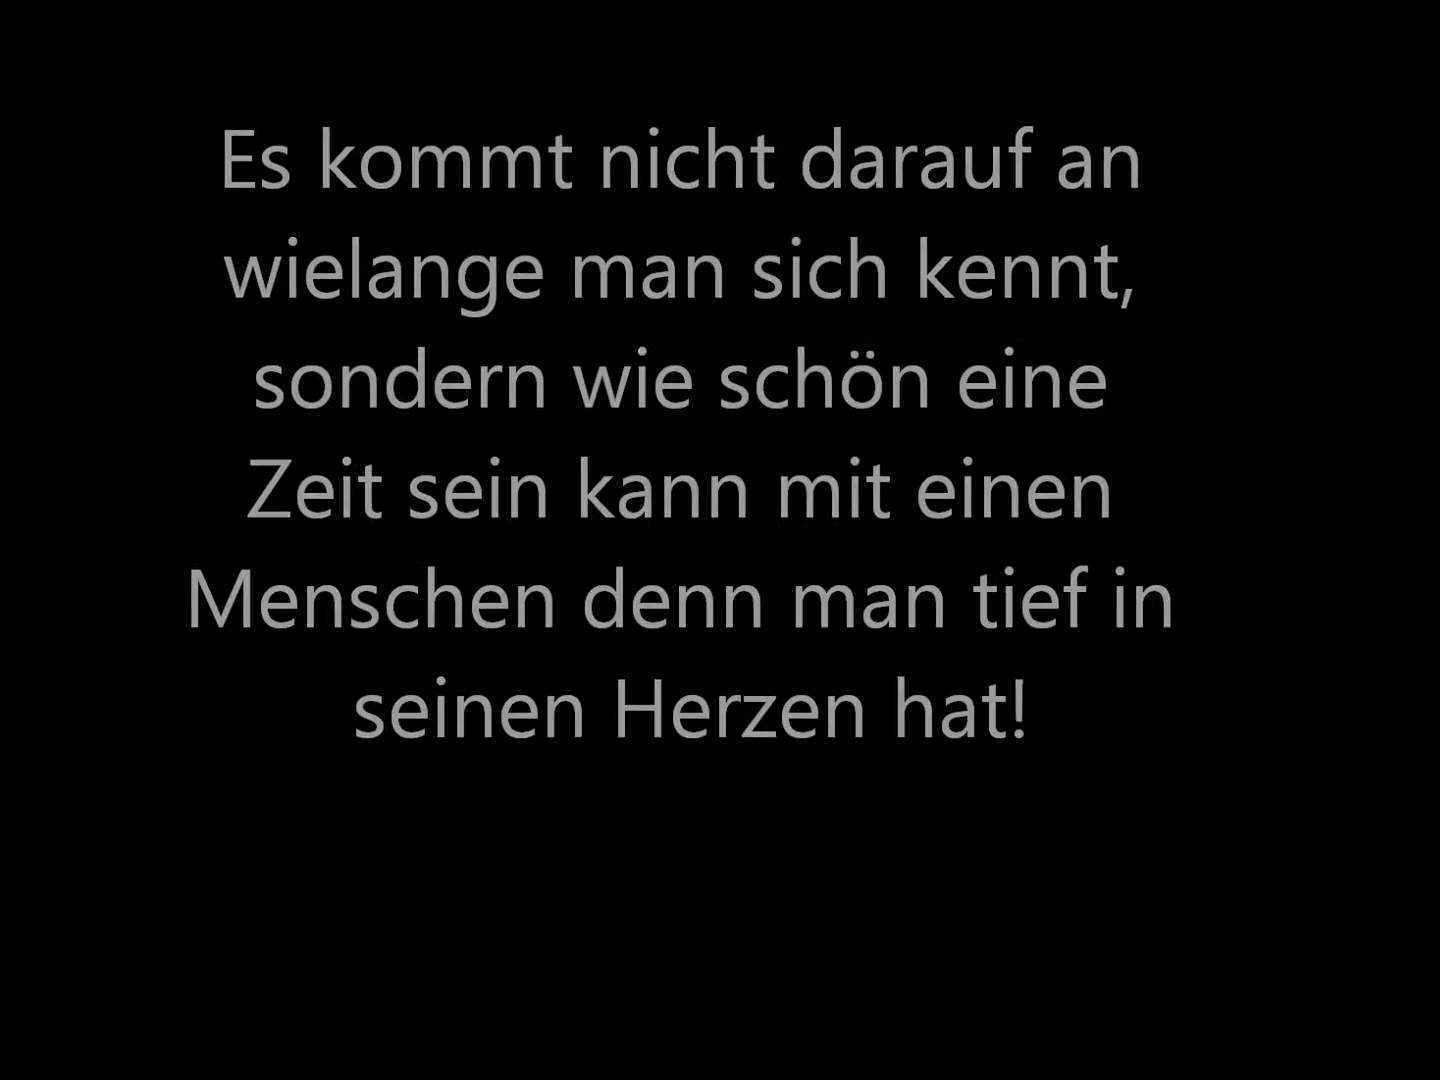 Es kommt nicht darauf an
wielange man sich kennt,
sondern wie schön eine
Zeit sein kann mit einen
Menschen denn man tief in
seinen Herzen hat!